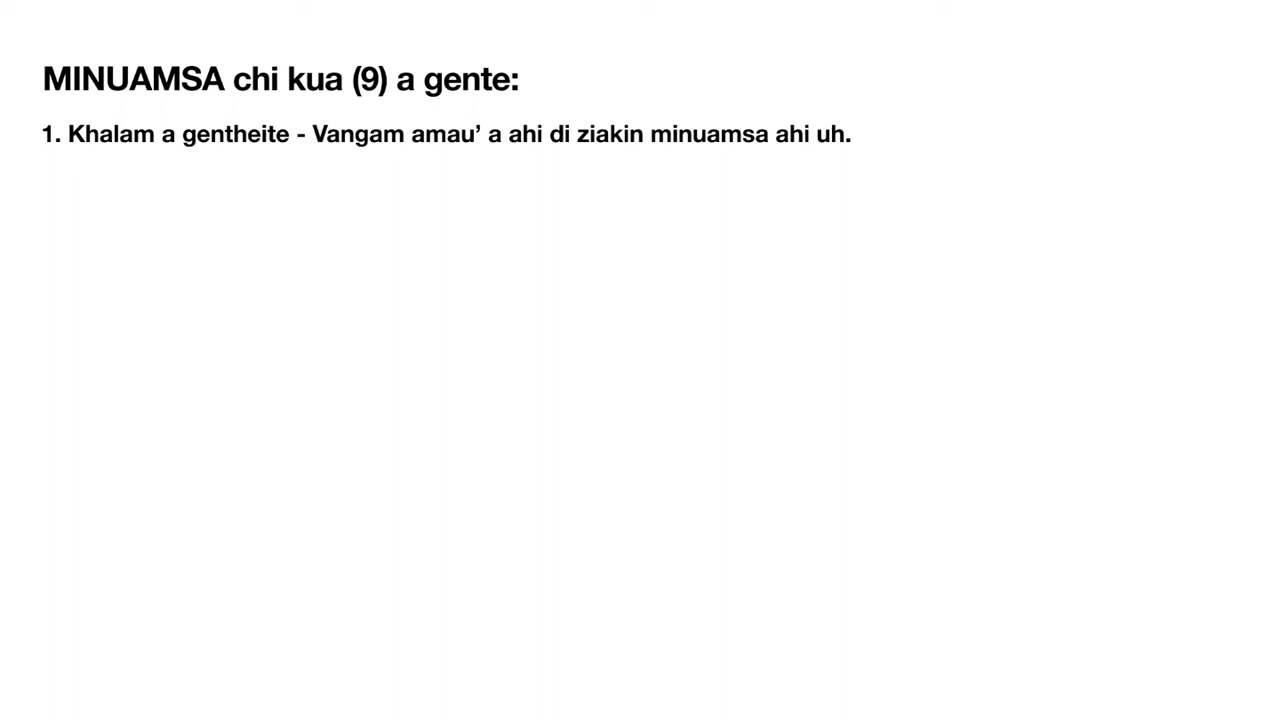 MINUAMSA chi kua (9) a gente:
1. Khalam a gentheite - Vangam amau’ a ahi di ziakin minuamsa ahi uh.